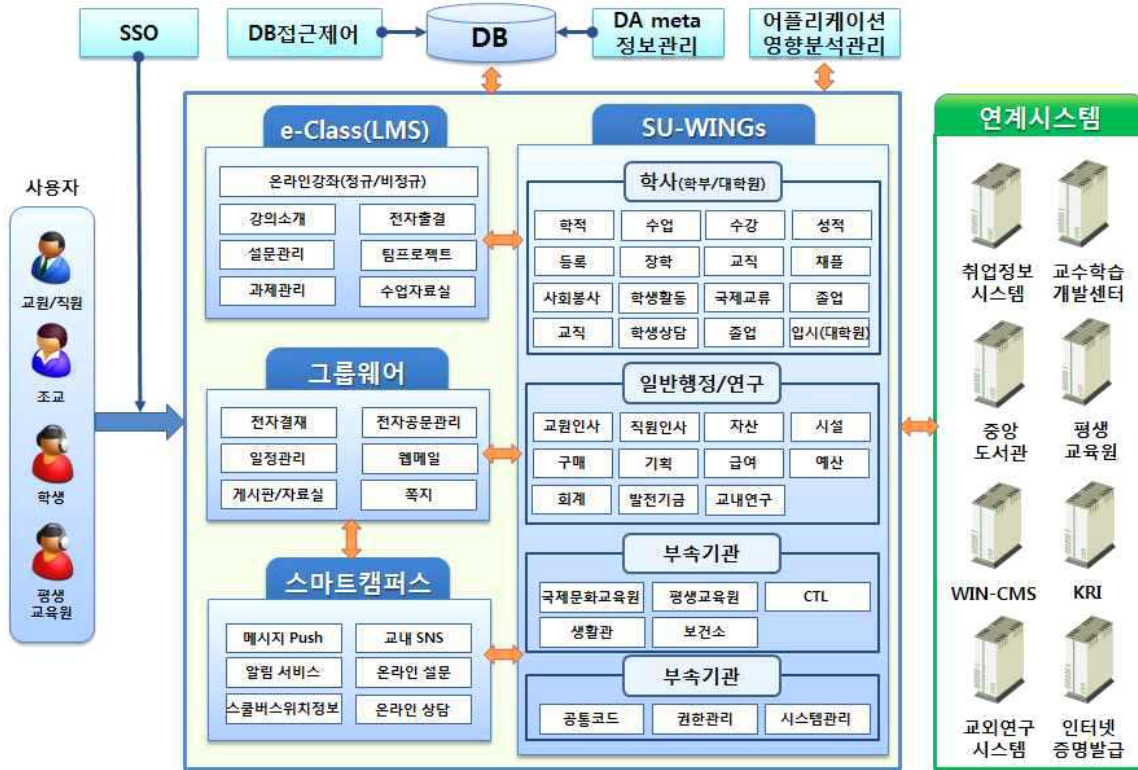 SSO
DB접근제어
DB
DA meta
정보관리
어플리케이션
영향분석관리
사용자
교원/직원
조교
학생
평생
교육원
e-Class(LMS)
온라인강좌(정규/비정규)
강의소개
전자출결
설문관리
팀프로젝트
과제관리
수업자료실
그룹웨어
전자결재
전자공문관리
일정관리
웹메일
게시판/자료실
쪽지
스마트캠퍼스
메시지 Push
교내 SNS
알림 서비스
온라인 설문
스쿨버스위치정보
온라인 상담
SU-WINGs
학사(학부/대학원)
학적
수업
수강
성적
등록
장학
교직
채플
사회봉사
학생활동
국제교류
졸업
교직
학생상담
졸업
입시(대학원)
일반행정/연구
교원인사
직원인사
자산
시설
구매
기획
급여
예산
회계
발전기금
교내연구
부속기관
국제문화교육원
평생교육원
CTL
생활관
보건소
부속기관
공통코드
권한관리
시스템관리
연계시스템
취업정보
시스템
교수학습
개발센터
중앙
도서관
평생
교육원
WIN-CMS
KRI
교외연구
시스템
인터넷
증명발급